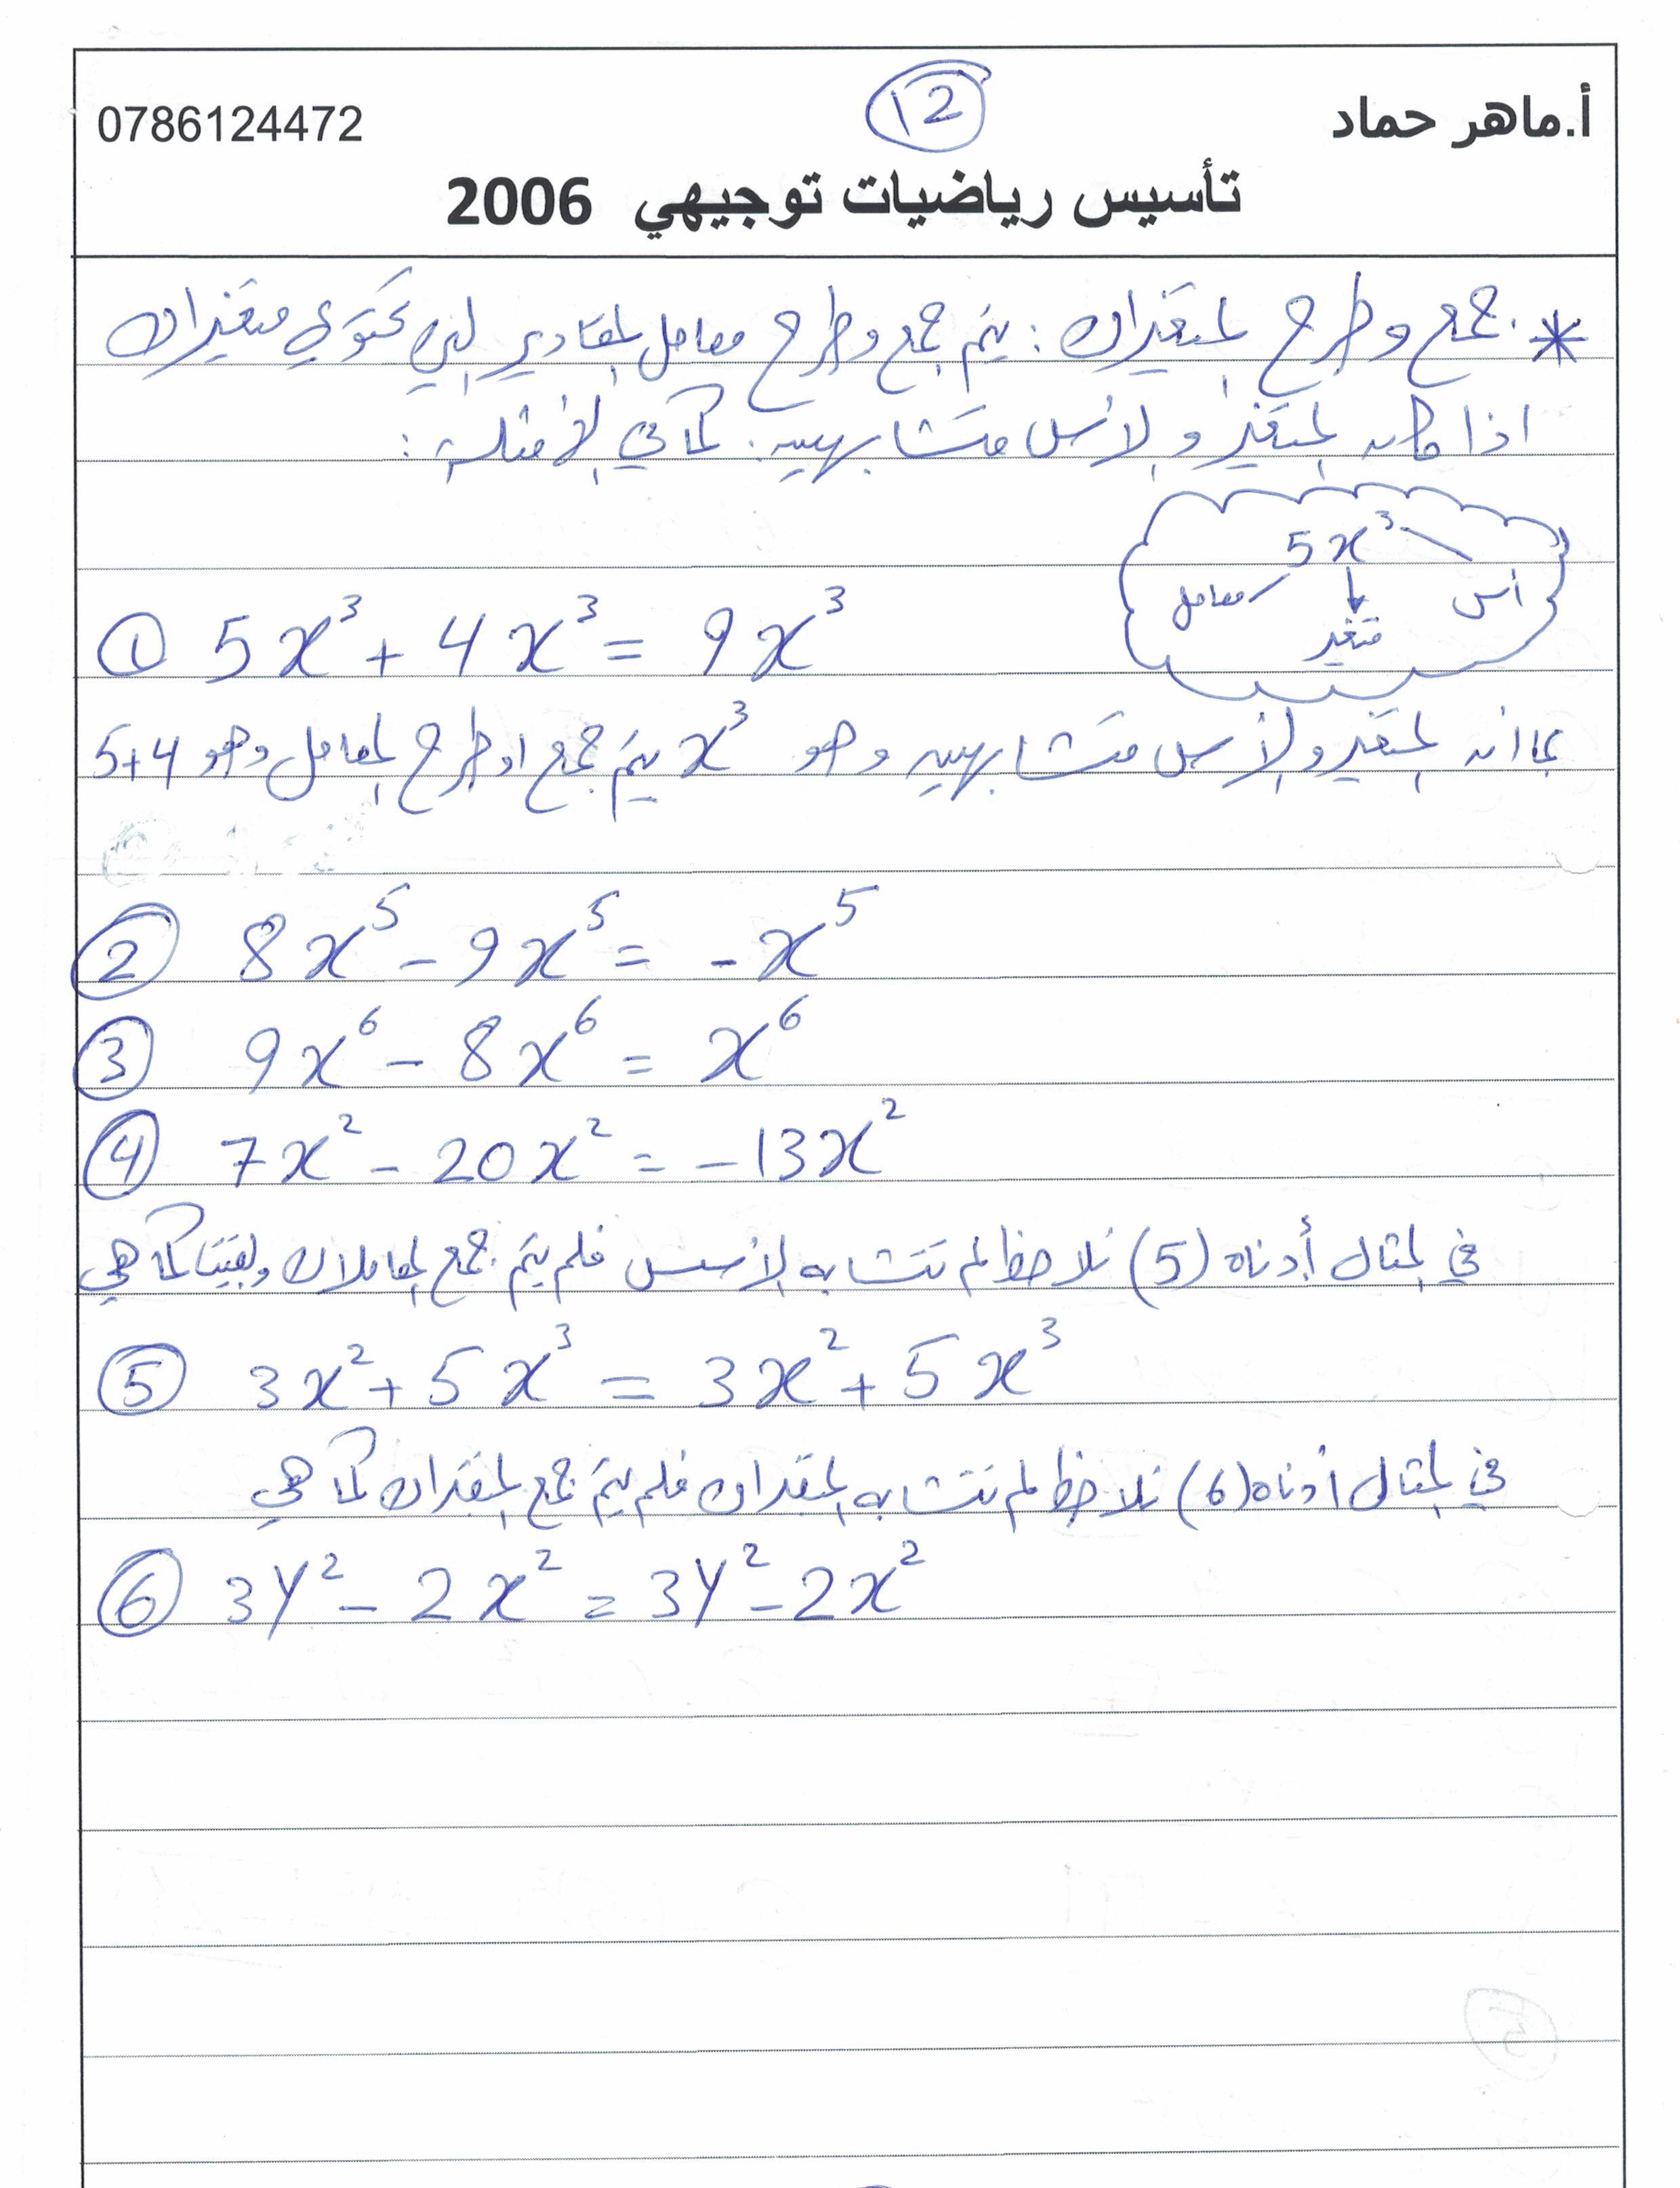 أ.ماهر حماد
12
0786124472
تأسيس رياضيات توجيهي 2006
* جمع وطرح المتغيرات : يتم جمع وطرح معامل المقادير التي تحتوي متغيرات
اذا كان المتغير و الأسس متشابهين . كما في الأمثلة :
5x³
معامل
متغير
أس
① 5x³ + 4x³ = 9x³
بما ان المتغير والأسس متشابهين وهو x³ يتم جمع او طرح المعامل وهو 5+4
② 8x⁵ - 9x⁵ = -x⁵
③ 9x⁶ - 8x⁶ = x⁶
④ 7x² - 20x² = -13x²
في المثال أدناه (5) نلاحظ لم تتشابه الأسس فلم يتم جمع المعاملات وبقيت كما هي
⑤ 3x² + 5x³ = 3x² + 5x³
في المثال أدناه (6) نلاحظ لم تتشابه المتغيرات فلم يتم جمع المتغيرات كما هي
⑥ 3y² - 2x² = 3y² - 2x²